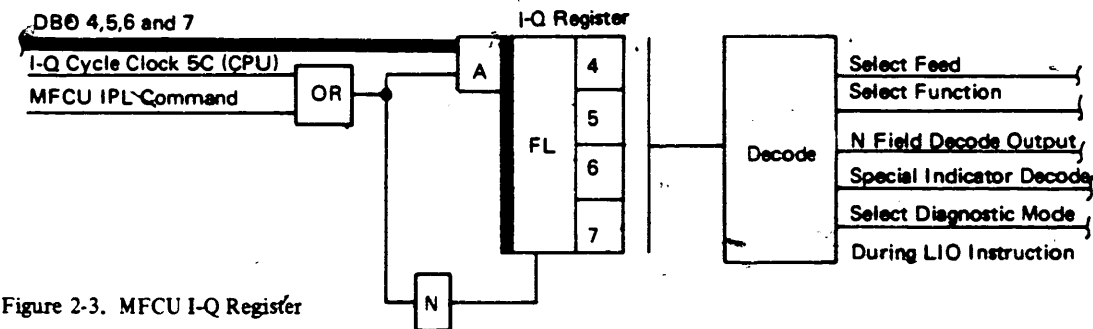 DBO 4,5,6 and 7
I-Q Register
I-Q Cycle Clock 5C (CPU)
MFCU IPL Command
OR
A
FL
4
5
6
7
N
Decode
Select Feed
Select Function
N Field Decode Output
Special Indicator Decode
Select Diagnostic Mode
During LIO Instruction
Figure 2-3. MFCU I-Q Register